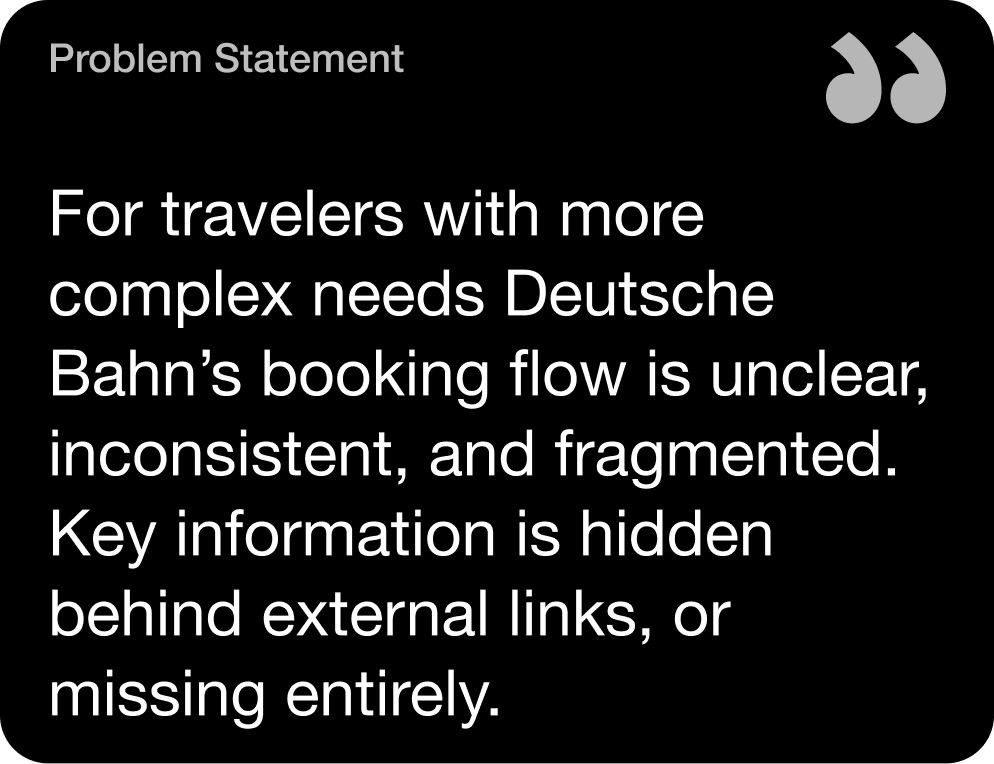 Problem Statement
”
For travelers with more
complex needs Deutsche
Bahn’s booking flow is unclear,
inconsistent, and fragmented.
Key information is hidden
behind external links, or
missing entirely.